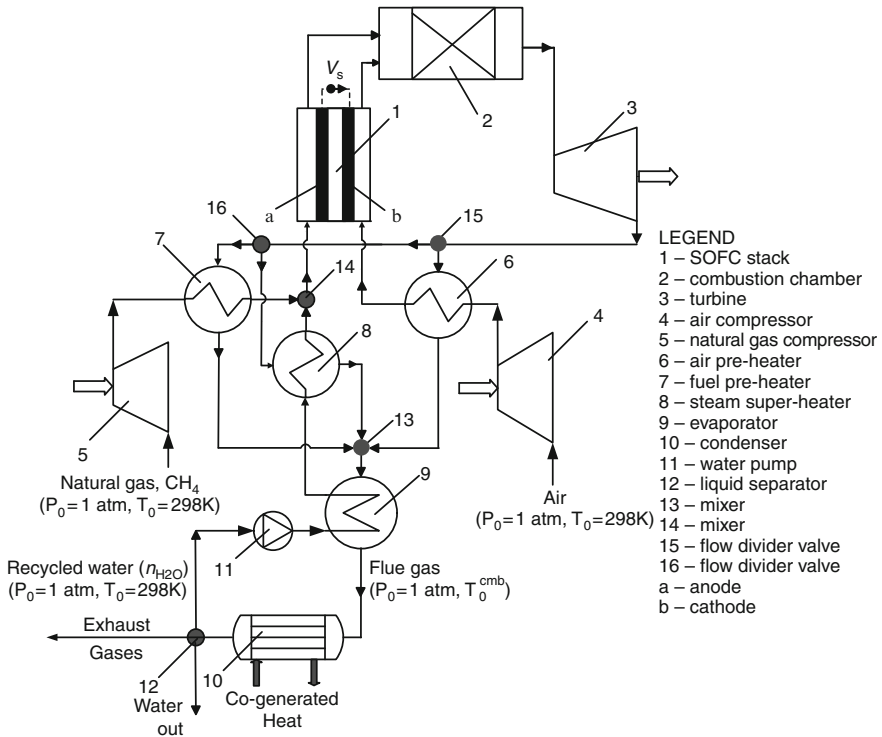 V_s
1
2
3
a
b
16
15
7
14
6
8
4
5
13
9
Natural gas, CH₄
(P₀=1 atm, T₀=298K)
Air
(P₀=1 atm, T₀=298K)
11
Recycled water (n_H2O)
(P₀=1 atm, T₀=298K)
Flue gas
(P₀=1 atm, T₀^cmb)
Exhaust
Gases
12
10
Water
out
Co-generated
Heat
LEGEND
1 – SOFC stack
2 – combustion chamber
3 – turbine
4 – air compressor
5 – natural gas compressor
6 – air pre-heater
7 – fuel pre-heater
8 – steam super-heater
9 – evaporator
10 – condenser
11 – water pump
12 – liquid separator
13 – mixer
14 – mixer
15 – flow divider valve
16 – flow divider valve
a – anode
b – cathode